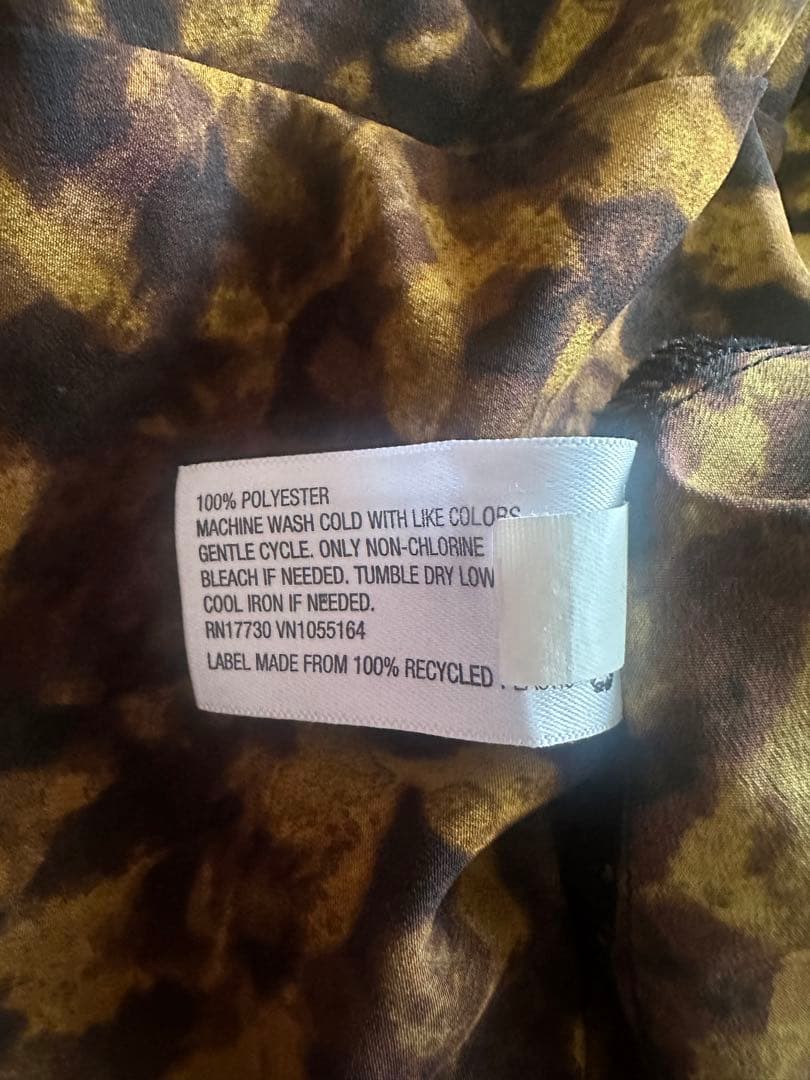 100% POLYESTER
MACHINE WASH COLD WITH LIKE COLORS
GENTLE CYCLE. ONLY NON-CHLORINE
BLEACH IF NEEDED. TUMBLE DRY LOW
COOL IRON IF NEEDED.
RN17730 VN1055164
LABEL MADE FROM 100% RECYCLED